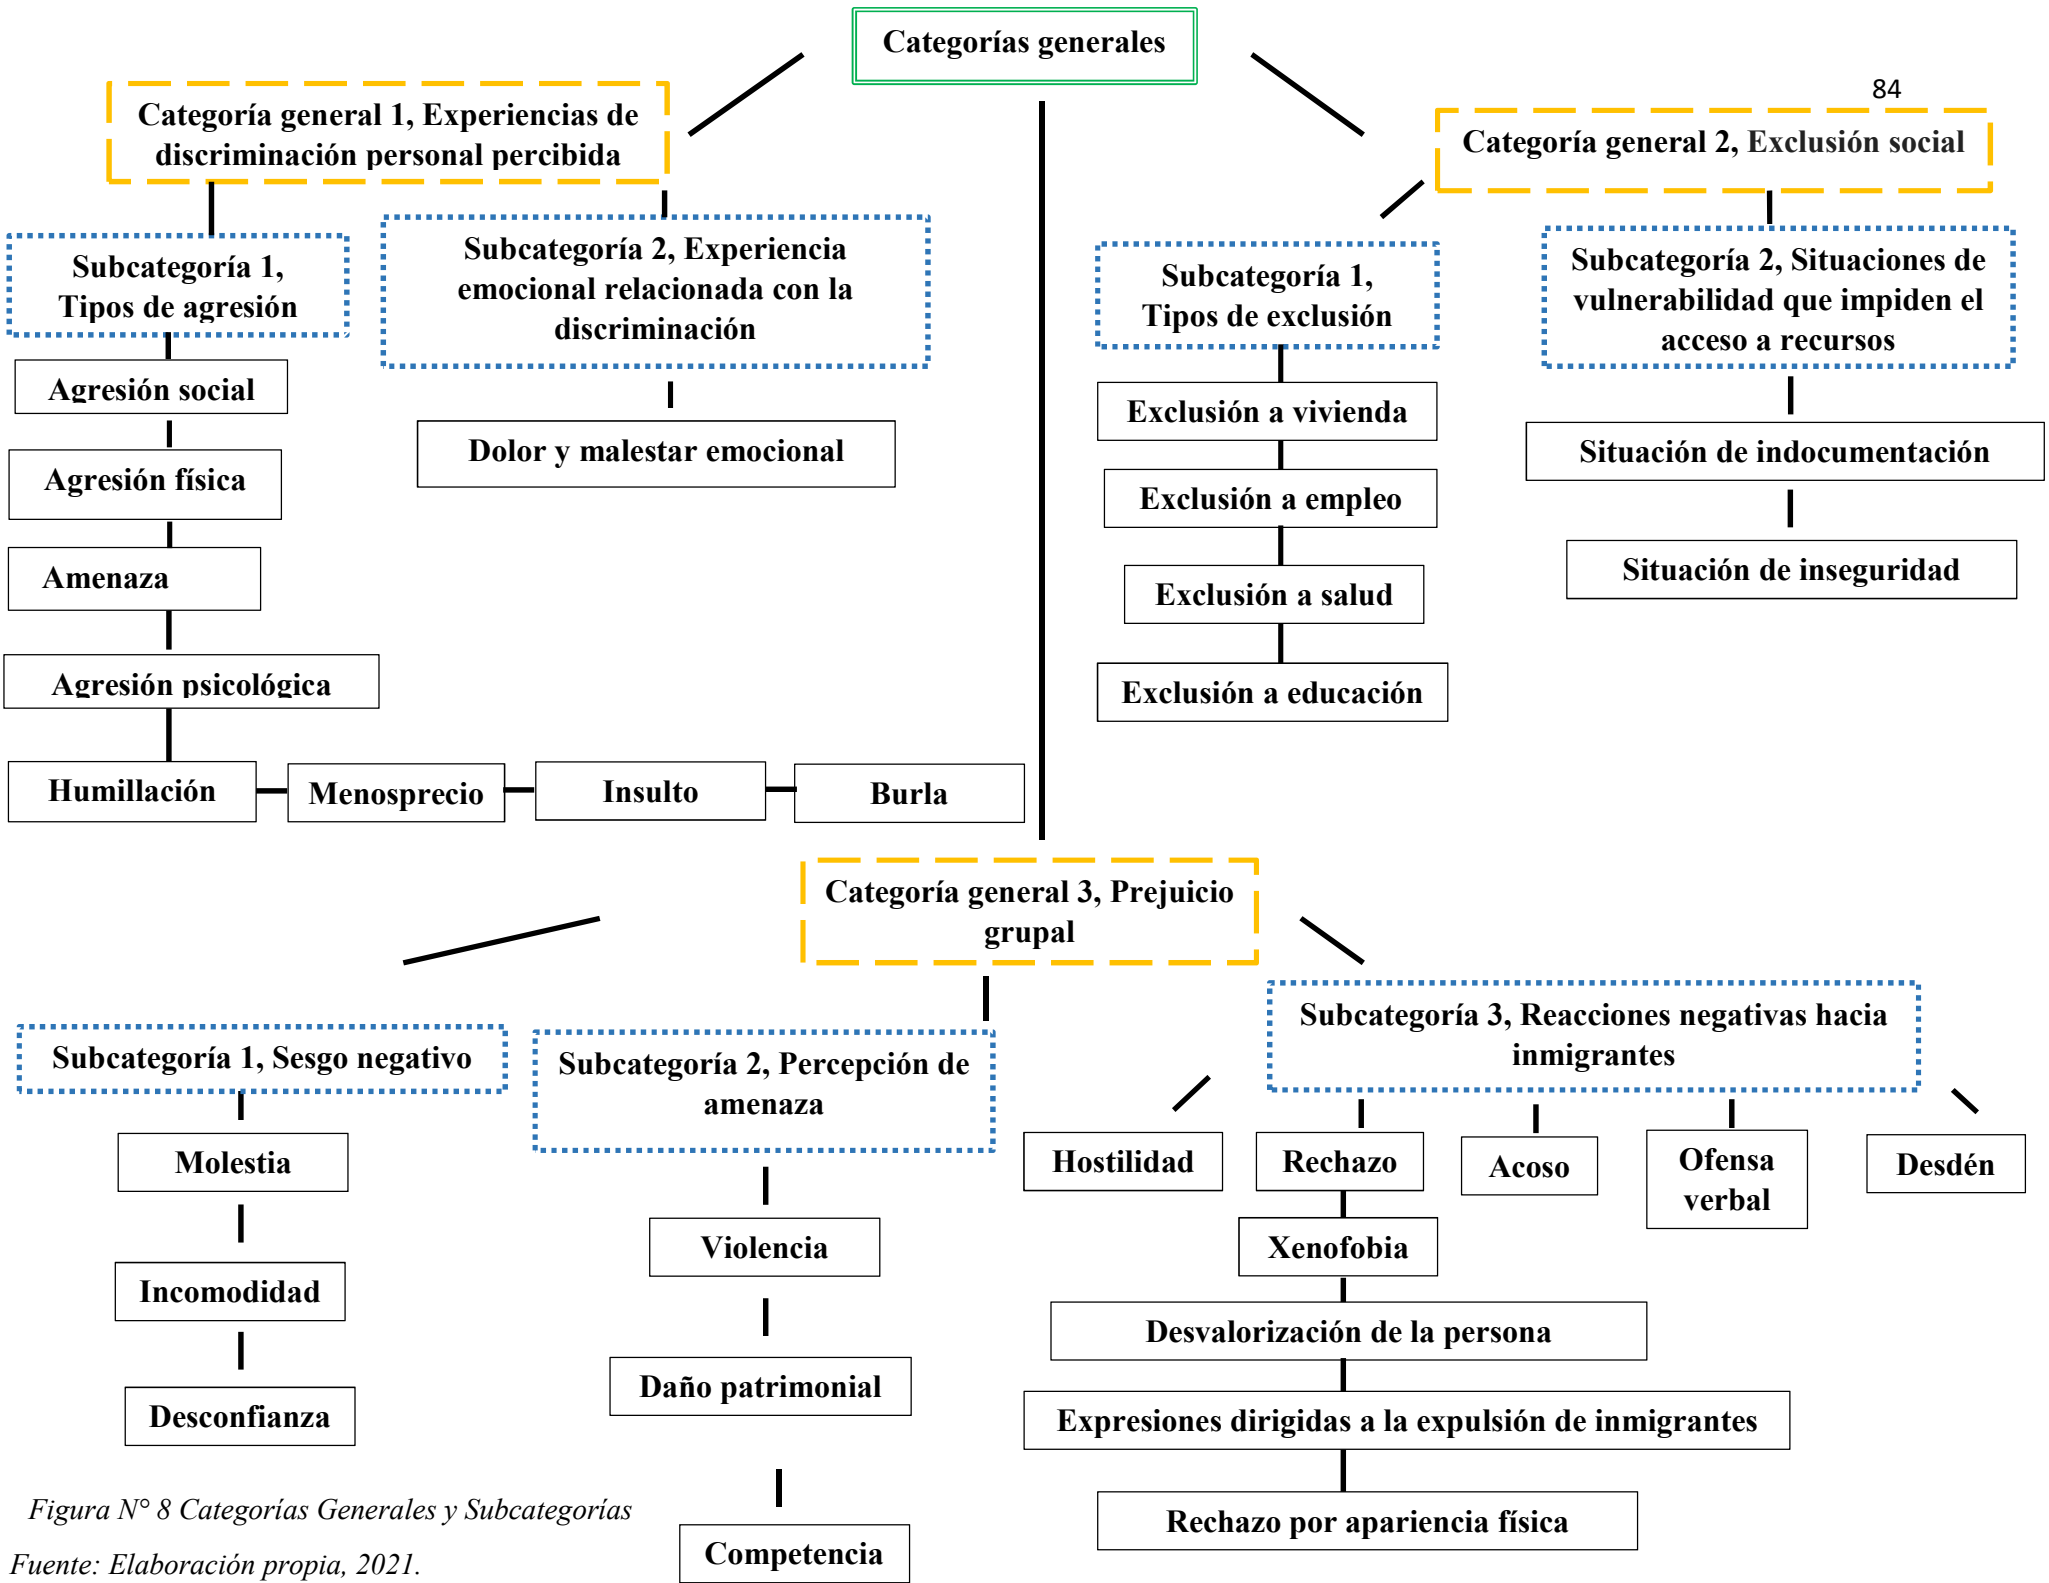 Categorías generales
84
Categoría general 1, Experiencias de
discriminación personal percibida
Categoría general 2, Exclusión social
Subcategoría 1,
Tipos de agresión
Subcategoría 2, Experiencia
emocional relacionada con la
discriminación
Subcategoría 1,
Tipos de exclusión
Subcategoría 2, Situaciones de
vulnerabilidad que impiden el
acceso a recursos
Agresión social
Agresión física
Amenaza
Agresión psicológica
Humillación
Menosprecio
Insulto
Burla
Dolor y malestar emocional
Exclusión a vivienda
Exclusión a empleo
Exclusión a salud
Exclusión a educación
Situación de indocumentación
Situación de inseguridad
Categoría general 3, Prejuicio
grupal
Subcategoría 1, Sesgo negativo
Molestia
Incomodidad
Desconfianza
Subcategoría 2, Percepción de
amenaza
Violencia
Daño patrimonial
Competencia
Subcategoría 3, Reacciones negativas hacia
inmigrantes
Hostilidad
Rechazo
Acoso
Ofensa
verbal
Desdén
Xenofobia
Desvalorización de la persona
Expresiones dirigidas a la expulsión de inmigrantes
Rechazo por apariencia física
Figura N° 8 Categorías Generales y Subcategorías
Fuente: Elaboración propia, 2021.